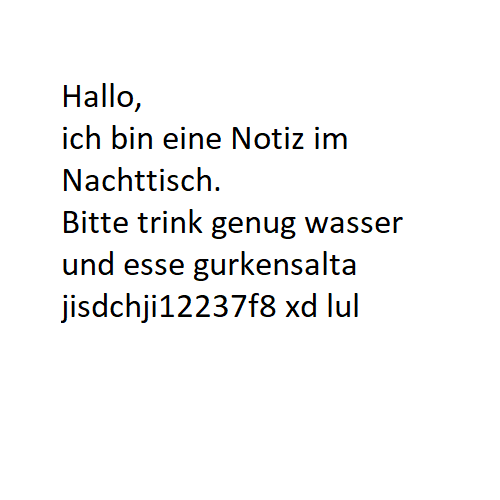 Hallo,
ich bin eine Notiz im
Nachttisch.
Bitte trink genug wasser
und esse gurkensalta
jisdchji12237f8 xd lul